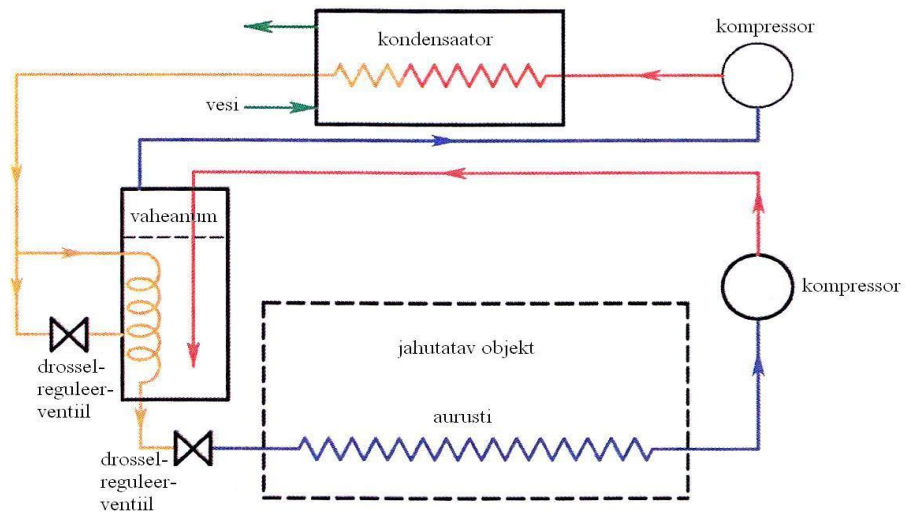 kompressor
kondensaator
vesi
vaheanum
kompressor
jahutatav objekt
drossel-
reguleer-
ventiil
aurusti
drossel-
reguleer-
ventiil